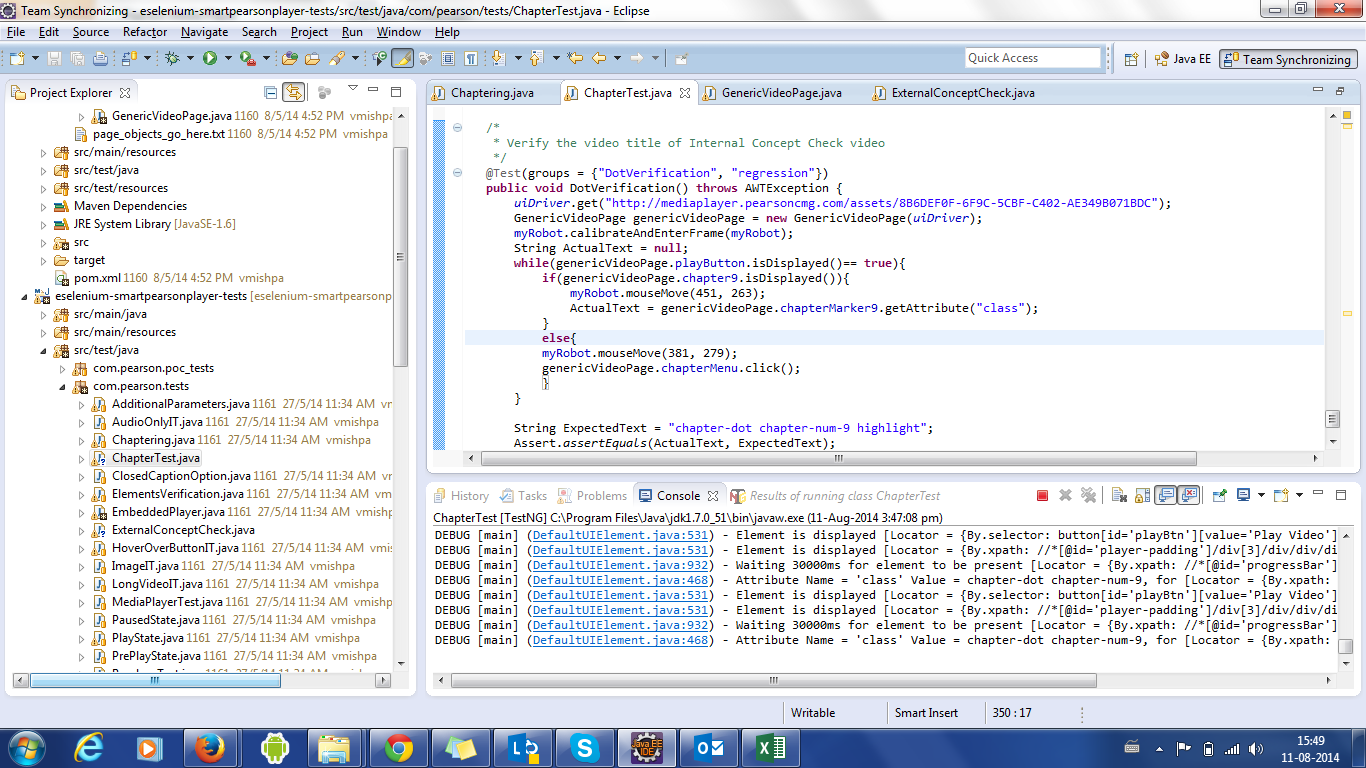 Team Synchronizing - eselenium-smartpearsonplayer-tests/src/test/java/com/pearson/tests/ChapterTest.java - Eclipse
File Edit Source Refactor Navigate Search Project Run Window Help
Quick Access
Java EE
Team Synchronizing
Project Explorer
GenericVideoPage.java 1160 8/5/14 4:52 PM vmishpa
page_objects_go_here.txt 1160 8/5/14 4:52 PM vmishpa
src/main/resources
src/test/java
src/test/resources
Maven Dependencies
JRE System Library [JavaSE-1.6]
src
target
pom.xml 1160 8/5/14 4:52 PM vmishpa
eselenium-smartpearsonplayer-tests [eselenium-smartpearsonp
src/main/java
src/main/resources
src/test/java
com.pearson.poc_tests
com.pearson.tests
AdditionalParameters.java 1161 27/5/14 11:34 AM vr
AudioOnlyIT.java 1161 27/5/14 11:34 AM vmishpa
Chaptering.java 1161 27/5/14 11:34 AM vmishpa
ChapterTest.java
ClosedCaptionOption.java 1161 27/5/14 11:34 AM v
ElementsVerification.java 1161 27/5/14 11:34 AM vr
EmbeddedPlayer.java 1161 27/5/14 11:34 AM vmish
ExternalConceptCheck.java
HoverOverButtonIT.java 1161 27/5/14 11:34 AM vm
ImageIT.java 1161 27/5/14 11:34 AM vmishpa
LongVideoIT.java 1161 27/5/14 11:34 AM vmishpa
MediaPlayerTest.java 1161 27/5/14 11:34 AM vmishp
PausedState.java 1161 27/5/14 11:34 AM vmishpa
PlayState.java 1161 27/5/14 11:34 AM vmishpa
PrePlayState.java 1161 27/5/14 11:34 AM vmishpa
Chaptering.java
ChapterTest.java
GenericVideoPage.java
ExternalConceptCheck.java
/*
* Verify the video title of Internal Concept Check video
*/
@Test(groups = {"DotVerification", "regression"})
public void DotVerification() throws AWTException {
uiDriver.get("http://mediaplayer.pearsoncmg.com/assets/8B6DEF0F-6F9C-5CBF-C402-AE349B071BDC");
GenericVideoPage genericVideoPage = new GenericVideoPage(uiDriver);
myRobot.calibrateAndEnterFrame(myRobot);
String ActualText = null;
while(genericVideoPage.playButton.isDisplayed()== true){
if(genericVideoPage.chapter9.isDisplayed()){
myRobot.mouseMove(451, 263);
ActualText = genericVideoPage.chapterMarker9.getAttribute("class");
}
else{
myRobot.mouseMove(381, 279);
genericVideoPage.chapterMenu.click();
}
}
String ExpectedText = "chapter-dot chapter-num-9 highlight";
Assert.assertEquals(ActualText, ExpectedText);
History
Tasks
Problems
Console
Results of running class ChapterTest
ChapterTest [TestNG] C:\Program Files\Java\jdk1.7.0_51\bin\javaw.exe (11-Aug-2014 3:47:08 pm)
DEBUG [main] (DefaultUIElement.java:531) - Element is displayed [Locator = {By.selector: button[id='playBtn'][value='Play Video']
DEBUG [main] (DefaultUIElement.java:531) - Element is displayed [Locator = {By.xpath: //*[@id='player-padding']/div[3]/div/div/di
DEBUG [main] (DefaultUIElement.java:932) - Waiting 30000ms for element to be present [Locator = {By.xpath: //*[@id='progressBar']
DEBUG [main] (DefaultUIElement.java:468) - Attribute Name = 'class' Value = chapter-dot chapter-num-9, for [Locator = {By.xpath:
DEBUG [main] (DefaultUIElement.java:531) - Element is displayed [Locator = {By.selector: button[id='playBtn'][value='Play Video']
DEBUG [main] (DefaultUIElement.java:531) - Element is displayed [Locator = {By.xpath: //*[@id='player-padding']/div[3]/div/div/di
DEBUG [main] (DefaultUIElement.java:932) - Waiting 30000ms for element to be present [Locator = {By.xpath: //*[@id='progressBar']
DEBUG [main] (DefaultUIElement.java:468) - Attribute Name = 'class' Value = chapter-dot chapter-num-9, for [Locator = {By.xpath:
Writable
Smart Insert
350 : 17
Java EE
IDE
15:49
11-08-2014